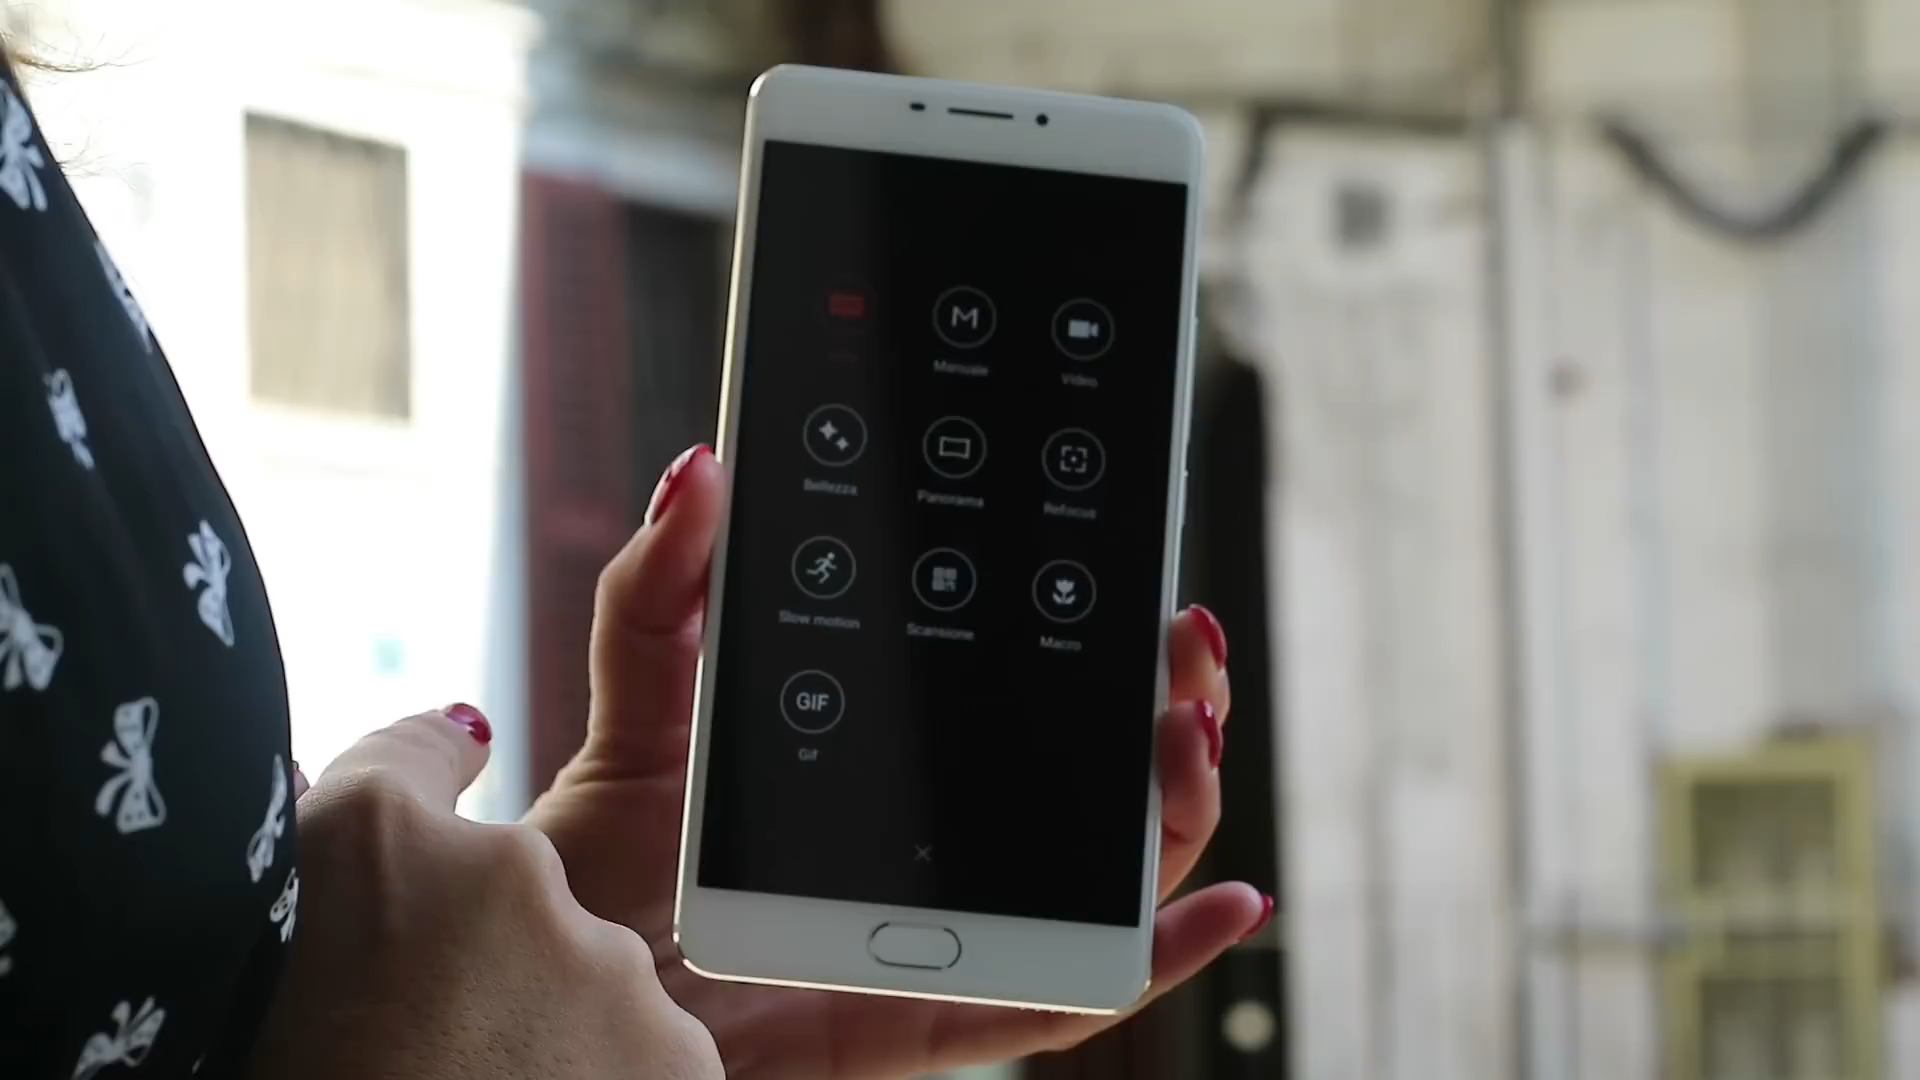 M
Manuale
Video
Bellezza
Panorama
Refocus
Slow motion
Scansione
Macro
GIF
Gif